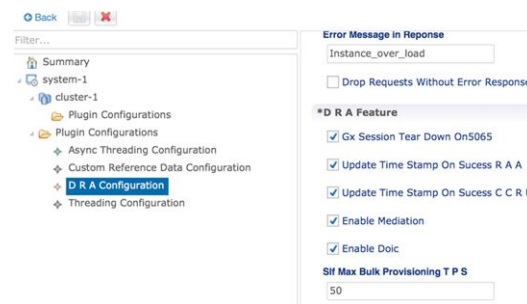 Back
Filter...
Summary
system-1
cluster-1
Plugin Configurations
Plugin Configurations
Async Threading Configuration
Custom Reference Data Configuration
D R A Configuration
Threading Configuration
Error Message in Reponse
Instance_over_load
Drop Requests Without Error Response
*D R A Feature
Gx Session Tear Down On5065
Update Time Stamp On Sucess R A A
Update Time Stamp On Sucess C C R
Enable Mediation
Enable Doic
Slf Max Bulk Provisioning T P S
50